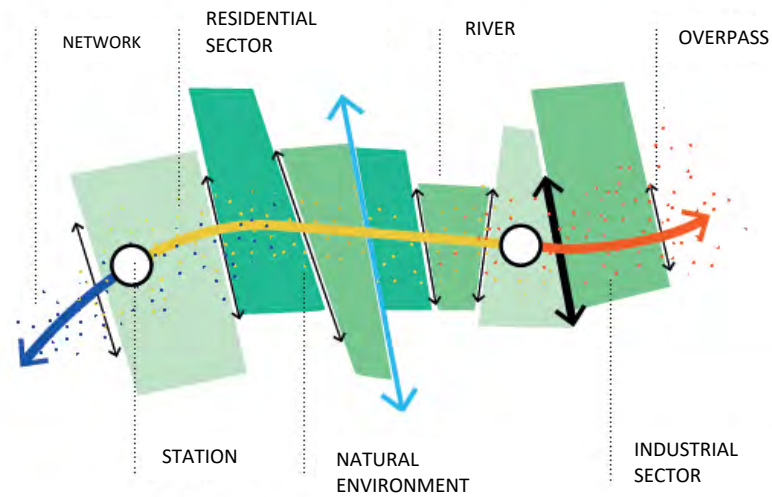 NETWORK
RESIDENTIAL
SECTOR
RIVER
OVERPASS
STATION
NATURAL
ENVIRONMENT
INDUSTRIAL
SECTOR